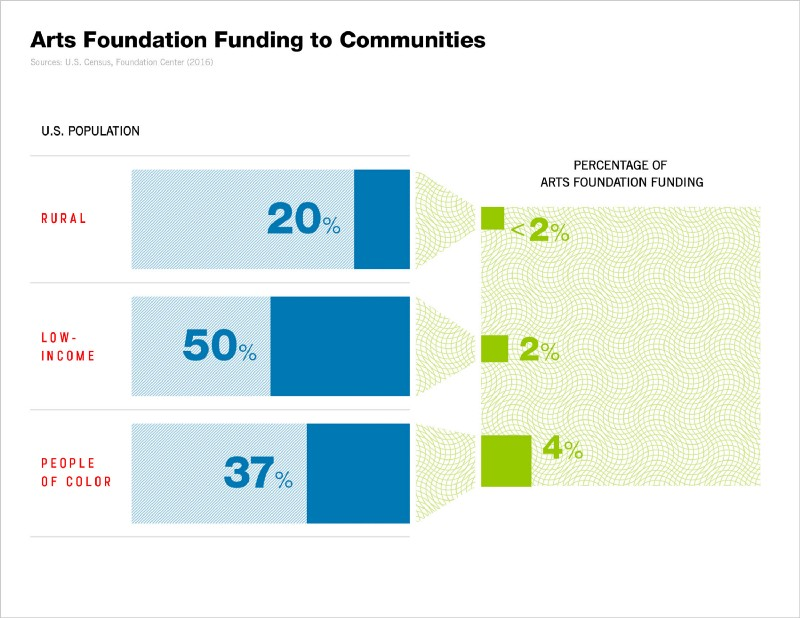 Arts Foundation Funding to Communities
Sources: U.S. Census, Foundation Center (2016)
U.S. POPULATION
PERCENTAGE OF
ARTS FOUNDATION FUNDING
RURAL
20%
<2%
LOW-
INCOME
50%
2%
PEOPLE
OF COLOR
37%
4%